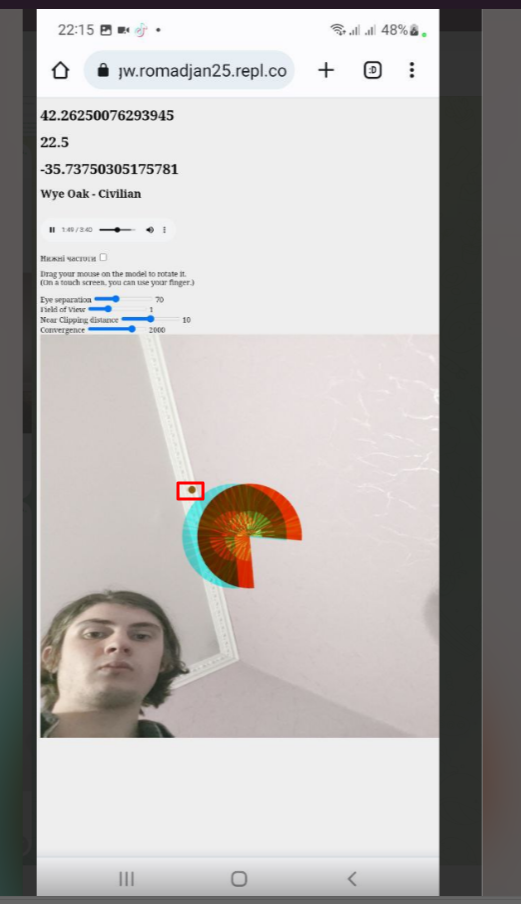 22:15
48%
gw.romadjan25.repl.co
:D
42.26250076293945
22.5
-35.73750305175781
Wye Oak - Civilian
1:49 / 3:40
Нижні частоти
Drag your mouse on the model to rotate it.
(On a touch screen, you can use your finger.)
Eye separation 70
Field of View 1
Near Clipping distance 10
Convergence 2000